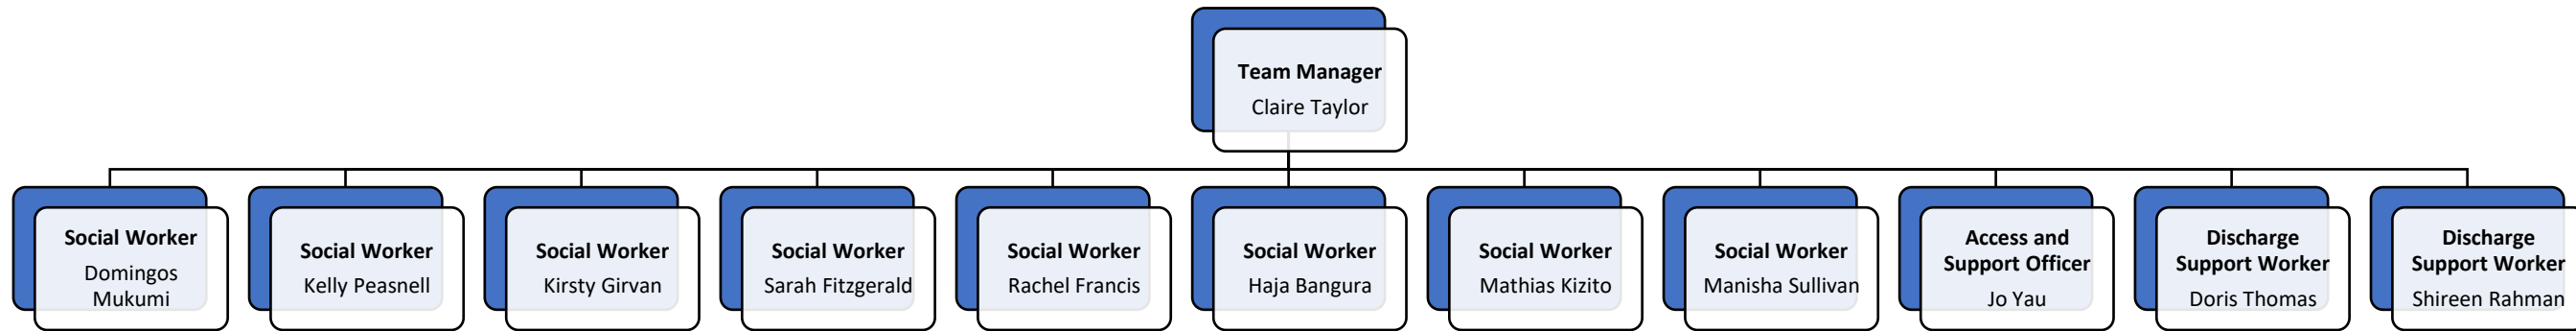 Team Manager
Claire Taylor
Social Worker
Domingos
Mukumi
Social Worker
Kelly Peasnell
Social Worker
Kirsty Girvan
Social Worker
Sarah Fitzgerald
Social Worker
Rachel Francis
Social Worker
Haja Bangura
Social Worker
Mathias Kizito
Social Worker
Manisha Sullivan
Access and
Support Officer
Jo Yau
Discharge
Support Worker
Doris Thomas
Discharge
Support Worker
Shireen Rahman